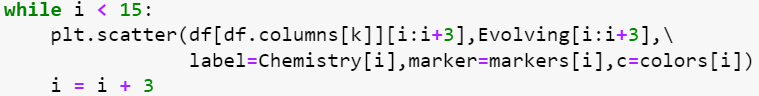 while i < 15:
    plt.scatter(df[df.columns[k]][i:i+3],Evolving[i:i+3],\
                label=Chemistry[i],marker=markers[i],c=colors[i])
    i = i + 3